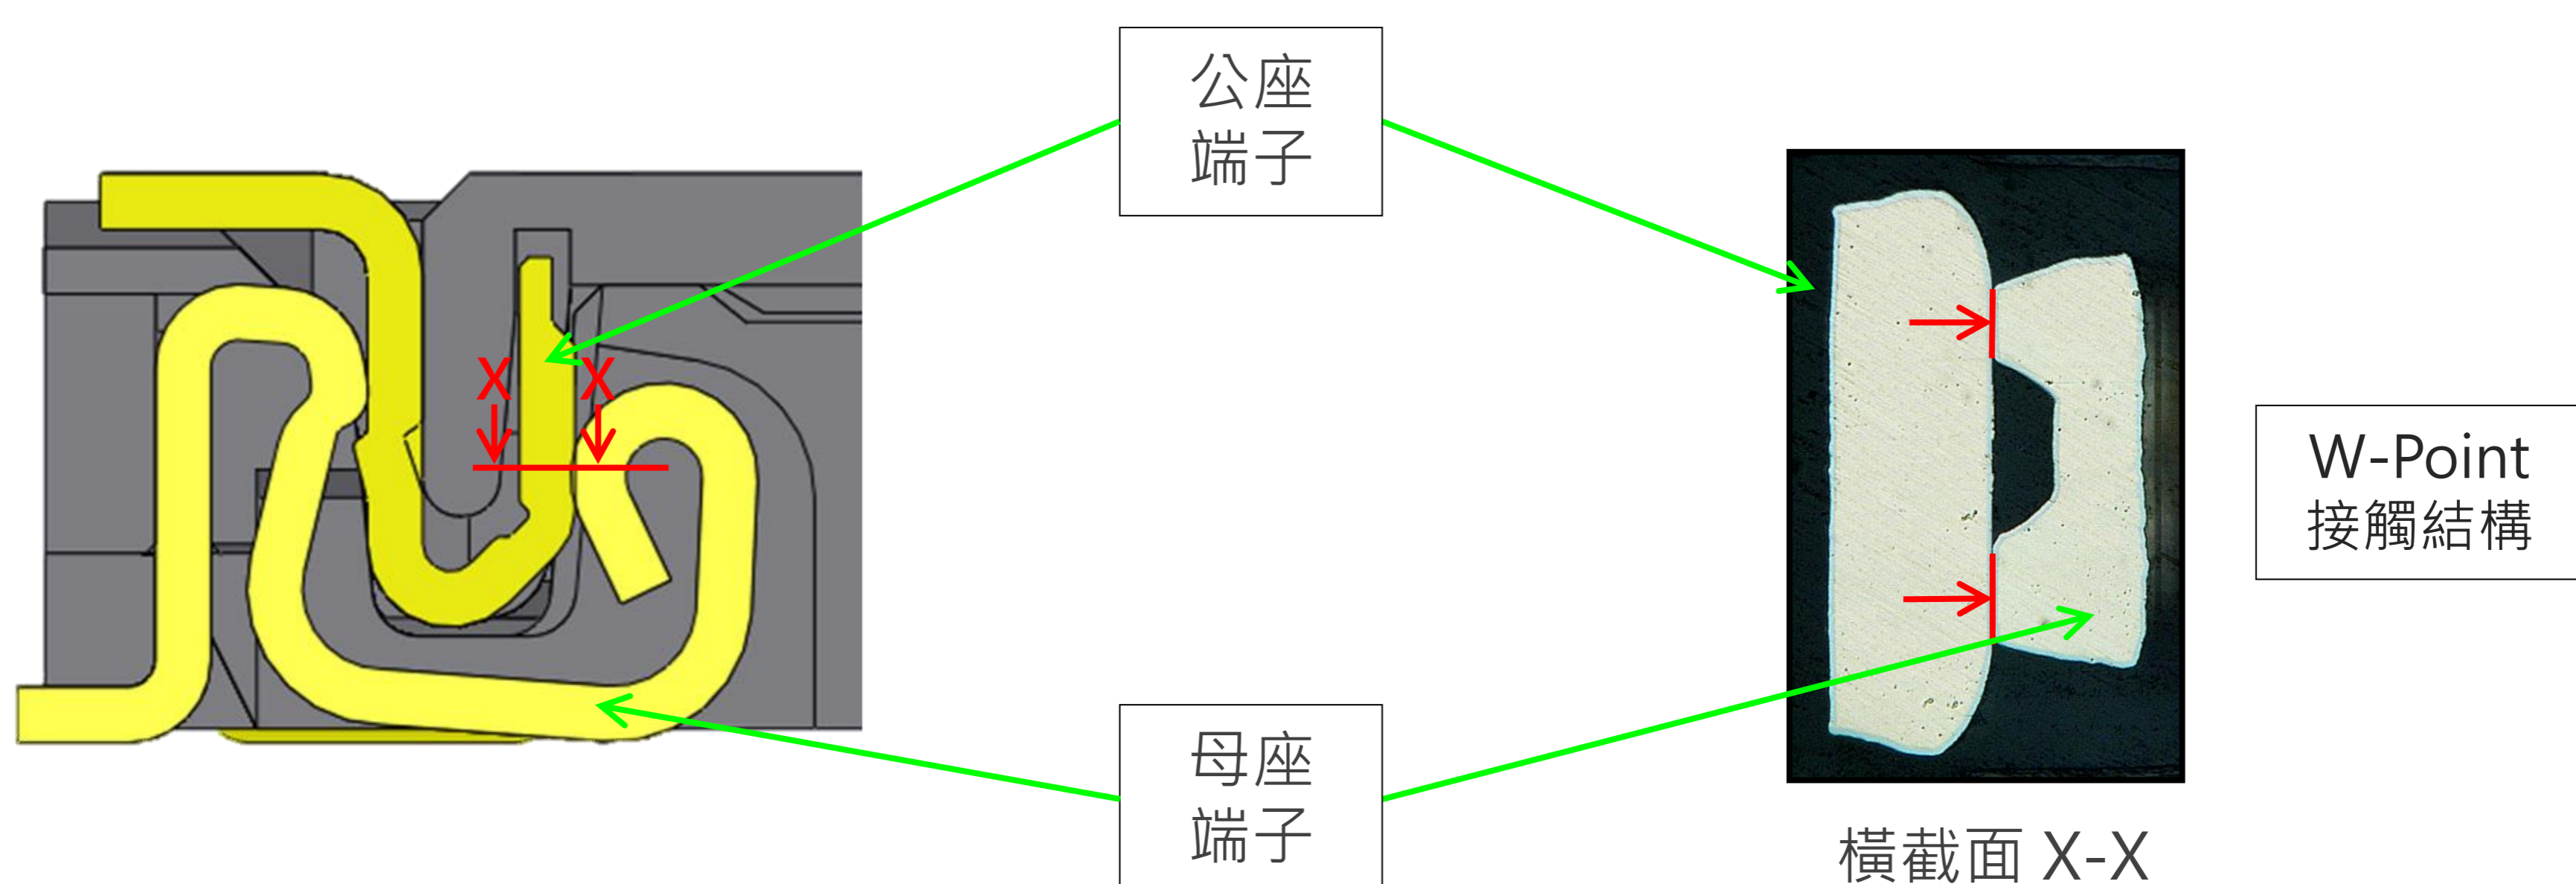 公座
端子
X X
W-Point
接觸結構
母座
端子
橫截面 X-X